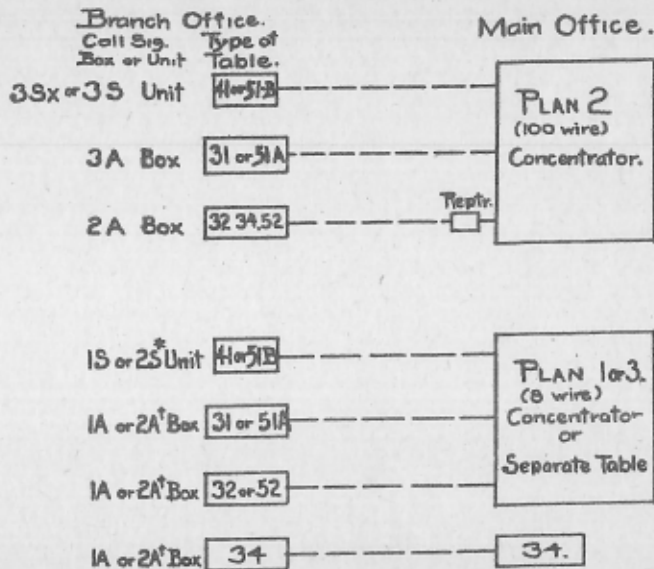 Branch Office.
Call Sig. Type of
Box or Unit Table.
Main Office.
3Sx or 3S Unit 41 or 51B
PLAN 2
(100 wire)
Concentrator.
3A Box 31 or 51A
Reptr.
2A Box 32 34.52
1S or 2S* Unit 41 or 51B
PLAN 1 or 3.
(8 wire)
Concentrator
or
Separate Table
1A or 2A† Box 31 or 51A
1A or 2A† Box 32 or 52
1A or 2A† Box 34 34.